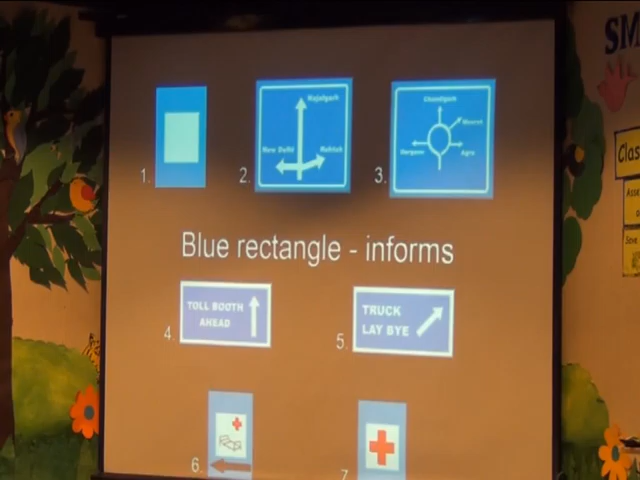 SM
1.
2.
Najafgarh
New Delhi
Rohtak
3.
Chandigarh
Meerut
Gurgaon
Agra
Clas
Blue rectangle - informs
4.
TOLL BOOTH
AHEAD
5.
TRUCK
LAY BYE
6.
7